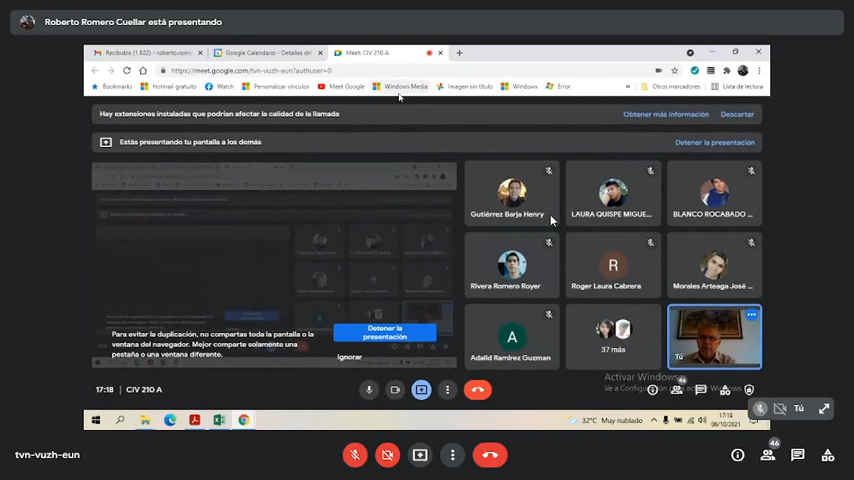 Roberto Romero Cuellar está presentando
Recibidos (1,822) - roberto.rom
Google Calendario - Detalles del
Meet: CIV 210 A
meet.google.com/tvn-vuzh-eun?authuser=0
Bookmarks
Hotmail gratuito
Watch
Personalizar vínculos
Meet Google
Windows Media
Imagen sin título
Windows
Error
»
Otros marcadores
Lista de lectura
Hay extensiones instaladas que podrían afectar la calidad de la llamada
Obtener más información
Descartar
Estás presentando tu pantalla a los demás
Detener la presentación
Gutiérrez Barja Henry
LAURA QUISPE MIGUE...
BLANCO ROCABADO ...
Rivera Romero Royer
R
Roger Laura Cabrera
Morales Arteaga José ...
Para evitar la duplicación, no compartas toda la pantalla o la
ventana del navegador. Mejor comparte solamente una
pestaña o una ventana diferente.
Detener la
presentación
Ignorar
A
Adalid Ramírez Guzman
37 más
Tú
Activar Windows
Ve a Configuración para activar Windows.
17:18 | CIV 210 A
46
32°C Muy nublado
17:18
06/10/2021
Tú
tvn-vuzh-eun
46